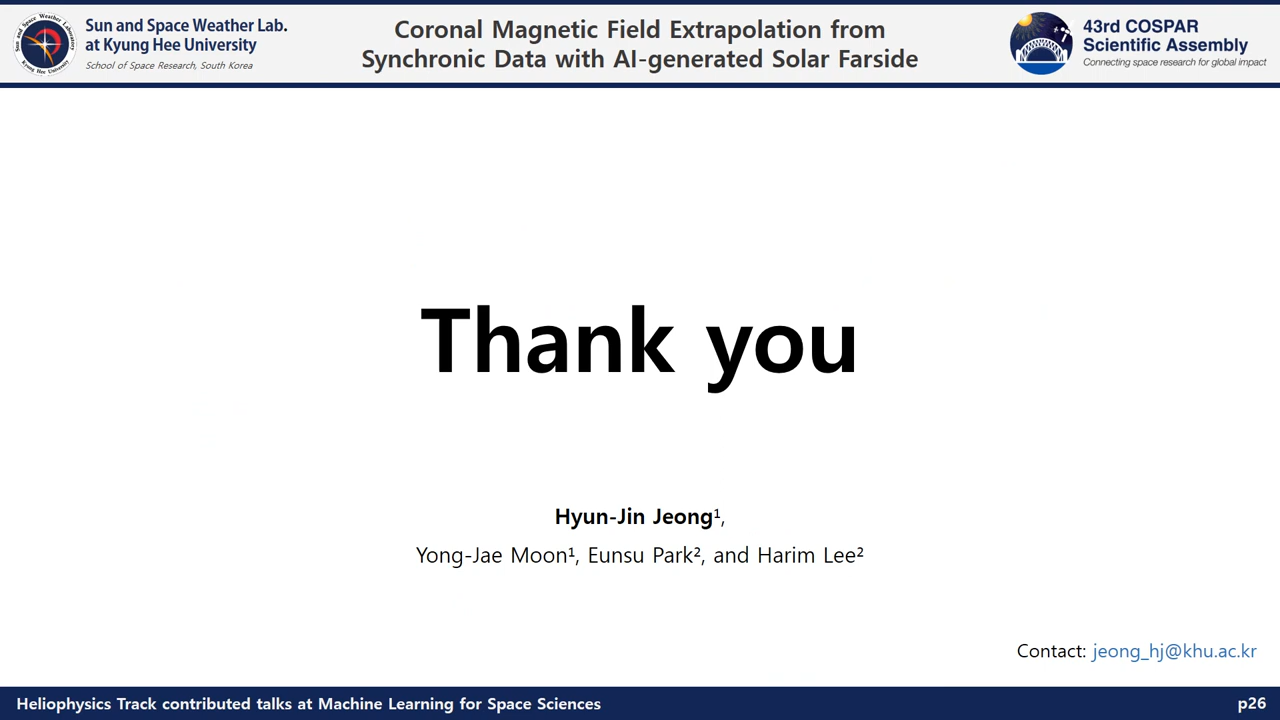 Sun and Space Weather Lab.
at Kyung Hee University
School of Space Research, South Korea
Coronal Magnetic Field Extrapolation from
Synchronic Data with AI-generated Solar Farside
43rd COSPAR
Scientific Assembly
Connecting space research for global impact
Thank you
Hyun-Jin Jeong¹,
Yong-Jae Moon¹, Eunsu Park², and Harim Lee²
Contact: jeong_hj@khu.ac.kr
Heliophysics Track contributed talks at Machine Learning for Space Sciences
p26